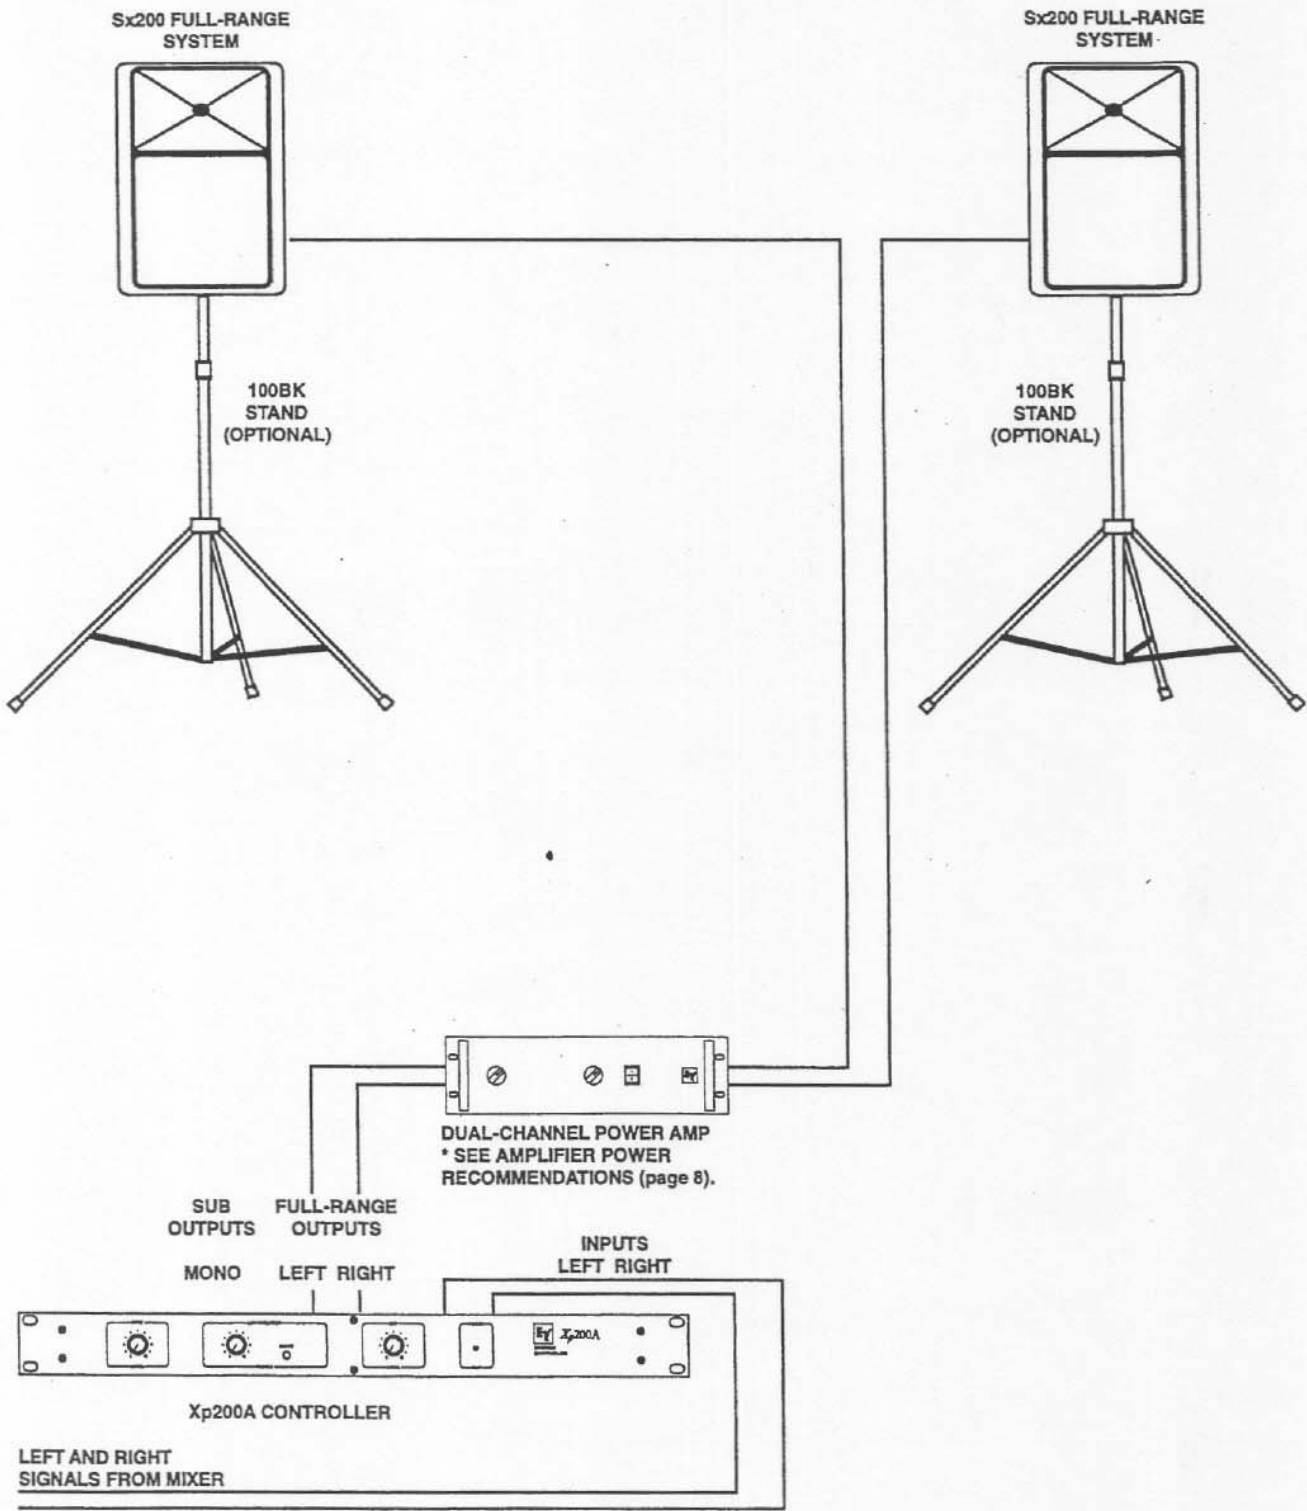 Sx200 FULL-RANGE
SYSTEM
Sx200 FULL-RANGE
SYSTEM
100BK
STAND
(OPTIONAL)
100BK
STAND
(OPTIONAL)
EV
DUAL-CHANNEL POWER AMP
* SEE AMPLIFIER POWER
RECOMMENDATIONS (page 8).
SUB
OUTPUTS
FULL-RANGE
OUTPUTS
MONO
LEFT RIGHT
INPUTS
LEFT RIGHT
EV Xp200A
Xp200A CONTROLLER
LEFT AND RIGHT
SIGNALS FROM MIXER